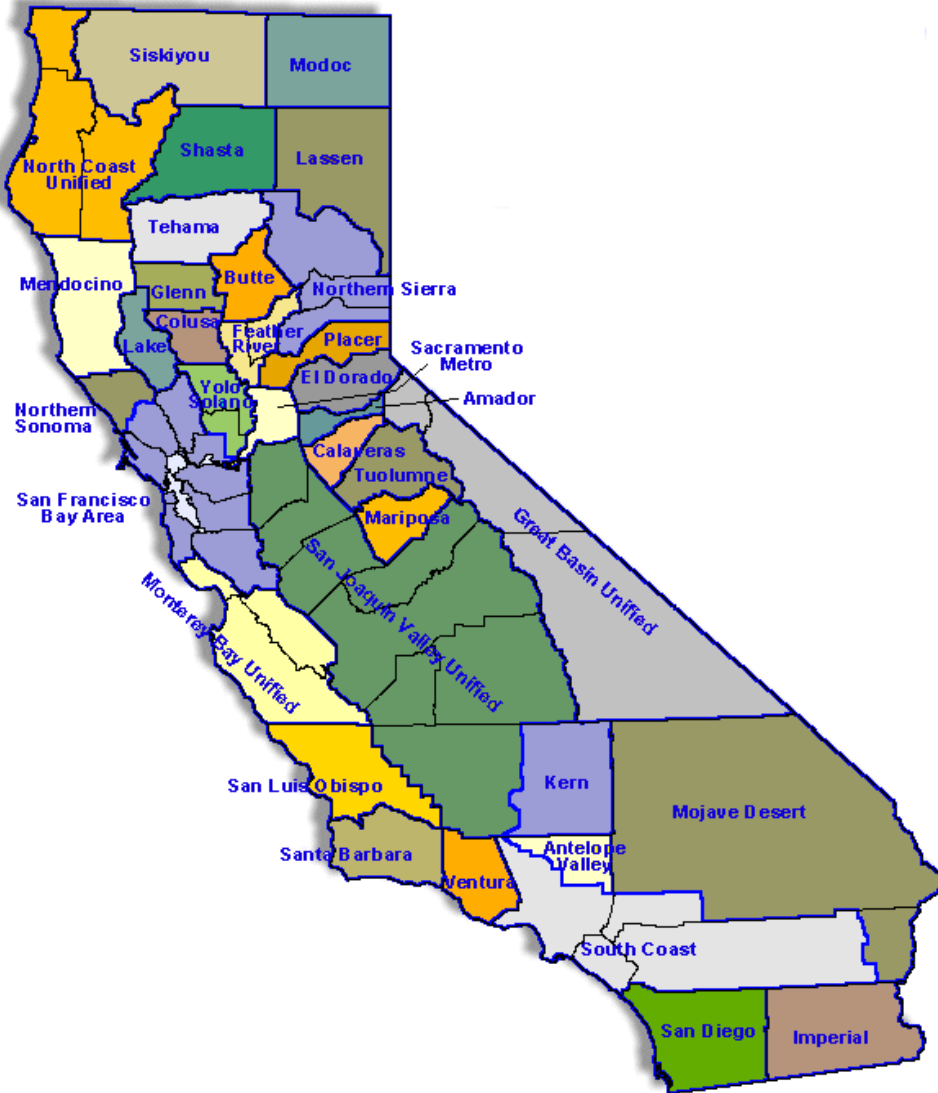 Siskiyou
Modoc
Shasta
Lassen
North Coast
Unified
Tehama
Mendocino
Butte
Glenn
Northern Sierra
Colusa
Feather
River
Lake
Placer
Sacramento
Metro
El Dorado
Yolo
Solano
Amador
Northern
Sonoma
Calaveras
Tuolumne
San Francisco
Bay Area
Mariposa
Great Basin Unified
San Joaquin Valley Unified
Monterey Bay Unified
San Luis Obispo
Kern
Mojave Desert
Santa Barbara
Antelope
Valley
Ventura
South Coast
San Diego
Imperial